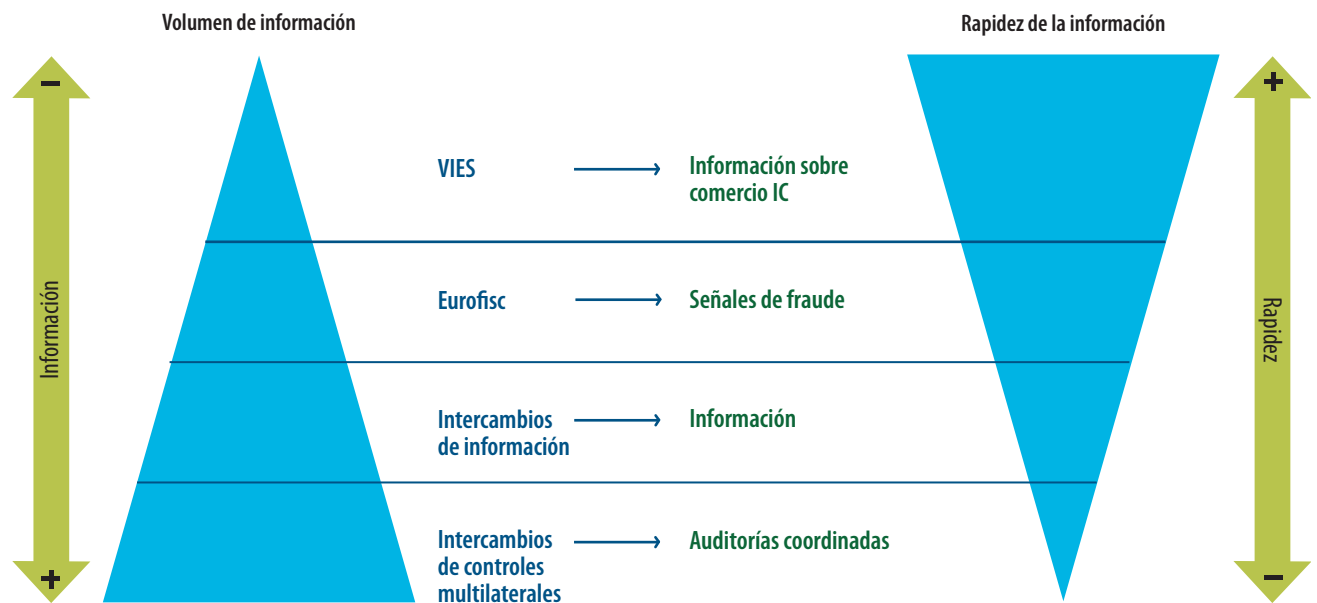 Volumen de información
Rapidez de la información
–
+
VIES
Información sobre
comercio IC
Eurofisc
Señales de fraude
Información
Rapidez
Intercambios
de información
Información
Intercambios
de controles
multilaterales
Auditorías coordinadas
+
–